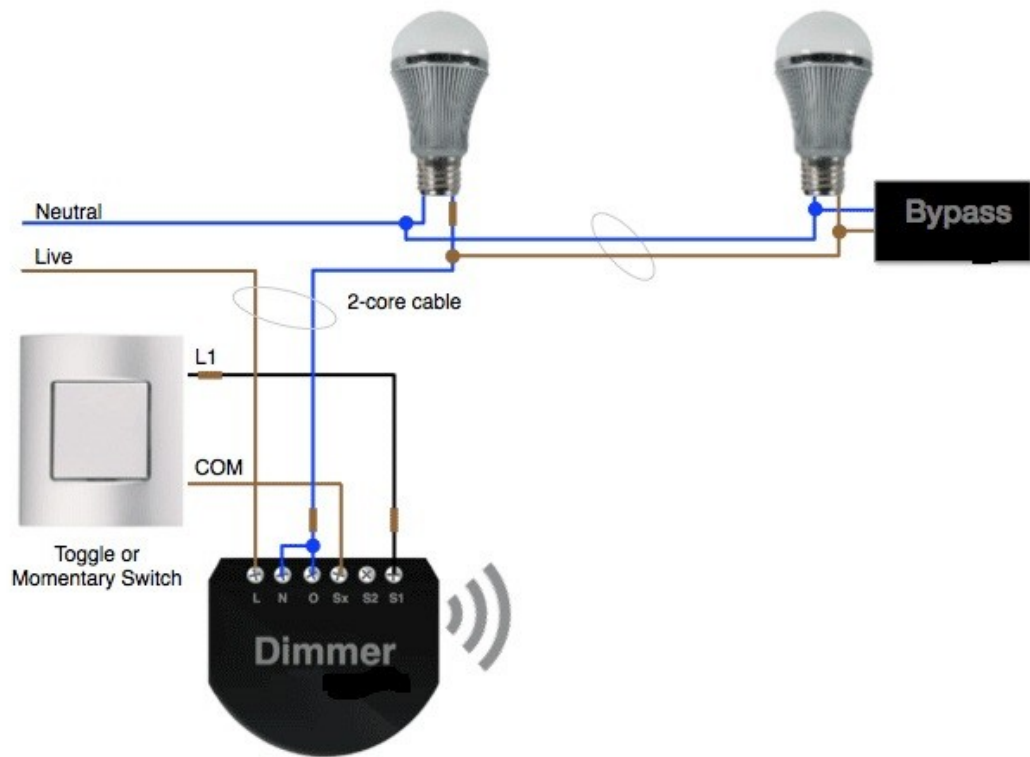 Neutral
Bypass
Live
2-core cable
L1
COM
Toggle or
Momentary Switch
L N O Sx S2 S1
Dimmer